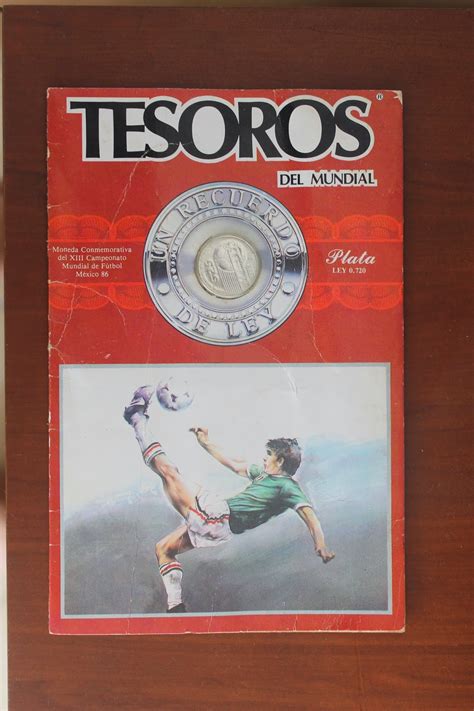 TESOROS
®
DEL MUNDIAL
UN RECUERDO
DE LEY
Moneda Conmemorativa
del XIII Campeonato
Mundial de Fútbol
México 86
Plata
LEY 0.720